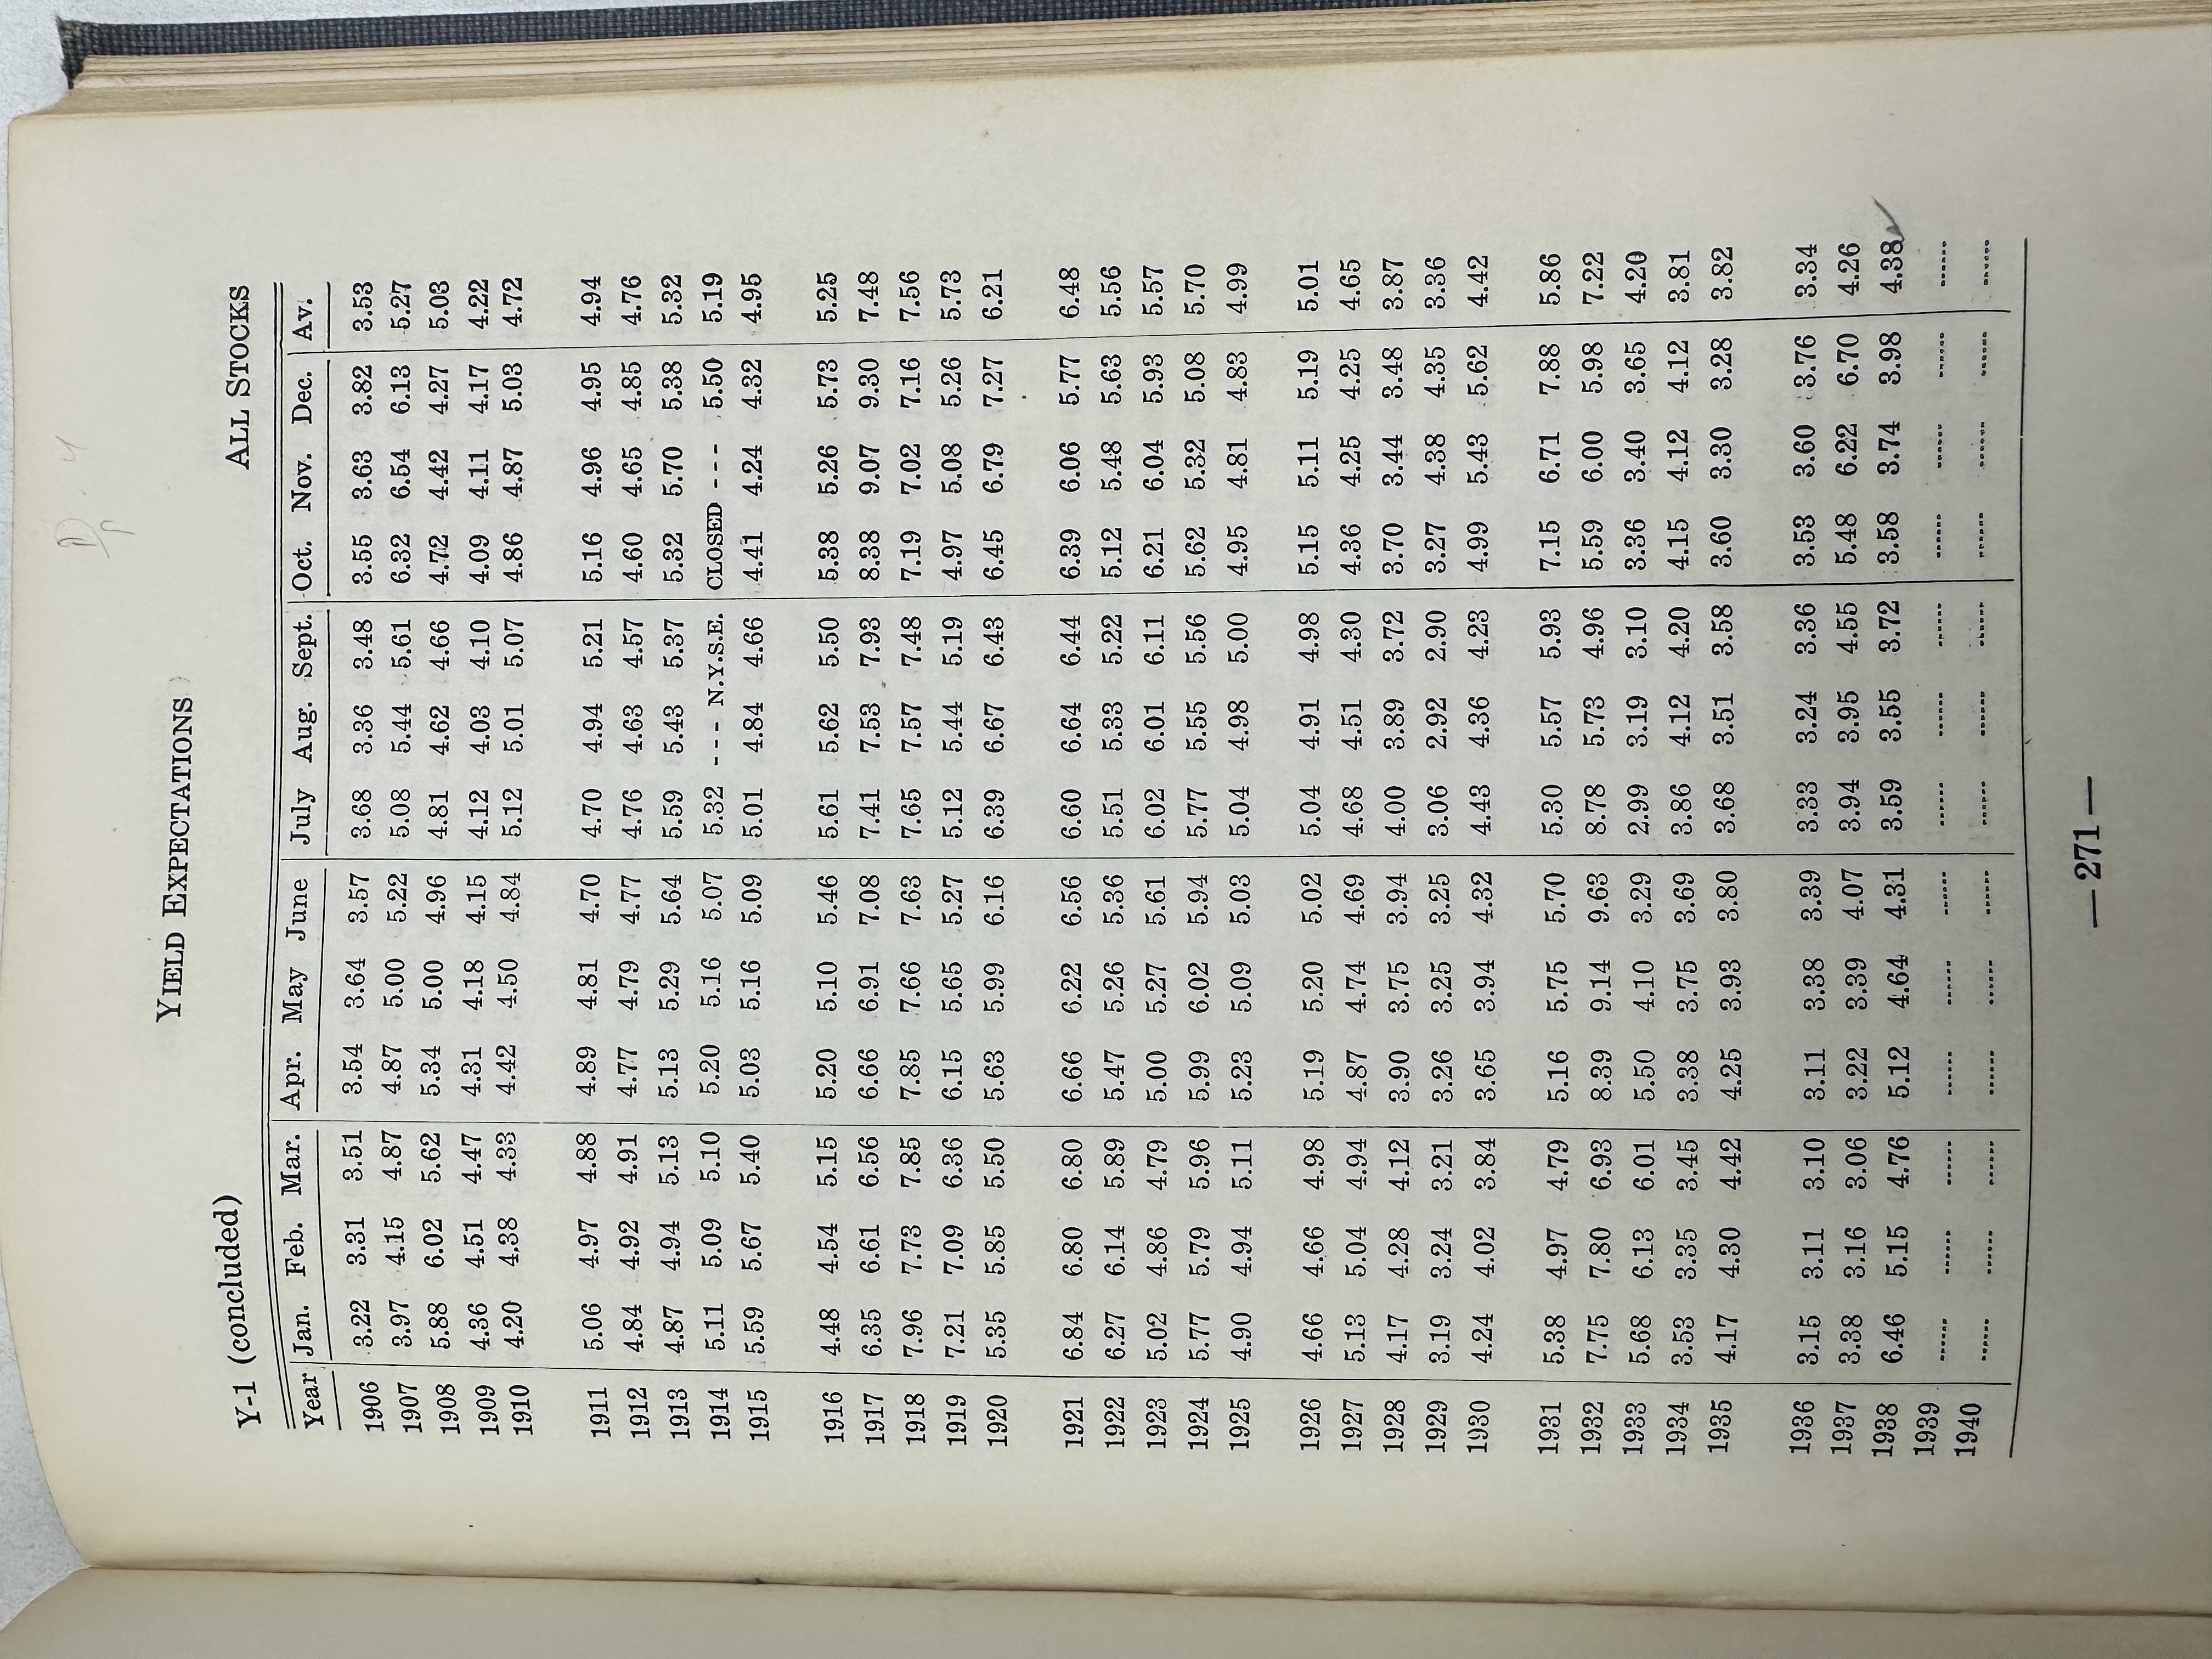 D/P - 4
YIELD EXPECTATIONS
Y-1 (concluded) ALL STOCKS
Year Jan. Feb. Mar. Apr. May June July Aug. Sept. Oct. Nov. Dec. Av.
1906 3.22 3.31 3.51 3.54 3.64 3.57 3.68 3.36 3.48 3.55 3.63 3.82 3.53
1907 3.97 4.15 4.87 4.87 5.00 5.22 5.08 5.44 5.61 6.32 6.54 6.13 5.27
1908 5.88 6.02 5.62 5.34 5.00 4.96 4.81 4.62 4.66 4.72 4.42 4.27 5.03
1909 4.36 4.51 4.47 4.31 4.18 4.15 4.12 4.03 4.10 4.09 4.11 4.17 4.22
1910 4.20 4.38 4.33 4.42 4.50 4.84 5.12 5.01 5.07 4.86 4.87 5.03 4.72
1911 5.06 4.97 4.88 4.89 4.81 4.70 4.70 4.94 5.21 5.16 4.96 4.95 4.94
1912 4.84 4.92 4.91 4.77 4.79 4.77 4.76 4.63 4.57 4.60 4.65 4.85 4.76
1913 4.87 4.94 5.13 5.13 5.29 5.64 5.59 5.43 5.37 5.32 5.70 5.38 5.32
1914 5.11 5.09 5.10 5.20 5.16 5.07 5.32 - - - N.Y.S.E. CLOSED - - - 5.50 5.19
1915 5.59 5.67 5.40 5.03 5.16 5.09 5.01 4.84 4.66 4.41 4.24 4.32 4.95
1916 4.48 4.54 5.15 5.20 5.10 5.46 5.61 5.62 5.50 5.38 5.26 5.73 5.25
1917 6.35 6.61 6.56 6.66 6.91 7.08 7.41 7.53 7.93 8.38 9.07 9.30 7.48
1918 7.96 7.73 7.85 7.85 7.66 7.63 7.65 7.57 7.48 7.19 7.02 7.16 7.56
1919 7.21 7.09 6.36 6.15 5.65 5.27 5.12 5.44 5.19 4.97 5.08 5.26 5.73
1920 5.35 5.85 5.50 5.63 5.99 6.16 6.39 6.67 6.43 6.45 6.79 7.27 6.21
1921 6.84 6.80 6.80 6.66 6.22 6.56 6.60 6.64 6.44 6.39 6.06 5.77 6.48
1922 6.27 6.14 5.89 5.47 5.26 5.36 5.51 5.33 5.22 5.12 5.48 5.63 5.56
1923 5.02 4.86 4.79 5.00 5.27 5.61 6.02 6.01 6.11 6.21 6.04 5.93 5.57
1924 5.77 5.79 5.96 5.99 6.02 5.94 5.77 5.55 5.56 5.62 5.32 5.08 5.70
1925 4.90 4.94 5.11 5.23 5.09 5.03 5.04 4.98 5.00 4.95 4.81 4.83 4.99
1926 4.66 4.66 4.98 5.19 5.20 5.02 5.04 4.91 4.98 5.15 5.11 5.19 5.01
1927 5.13 5.04 4.94 4.87 4.74 4.69 4.68 4.51 4.30 4.36 4.25 4.25 4.65
1928 4.17 4.28 4.12 3.90 3.75 3.94 4.00 3.89 3.72 3.70 3.44 3.48 3.87
1929 3.19 3.24 3.21 3.26 3.25 3.25 3.06 2.92 2.90 3.27 4.38 4.35 3.36
1930 4.24 4.02 3.84 3.65 3.94 4.32 4.43 4.36 4.23 4.99 5.43 5.62 4.42
1931 5.38 4.97 4.79 5.16 5.75 5.70 5.30 5.57 5.93 7.15 6.71 7.88 5.86
1932 7.75 7.80 6.93 8.39 9.14 9.63 8.78 5.73 4.96 5.59 6.00 5.98 7.22
1933 5.68 6.13 6.01 5.50 4.10 3.29 2.99 3.19 3.10 3.36 3.40 3.65 4.20
1934 3.53 3.35 3.45 3.38 3.75 3.69 3.86 4.12 4.20 4.15 4.12 4.12 3.81
1935 4.17 4.30 4.42 4.25 3.93 3.80 3.68 3.51 3.58 3.60 3.30 3.28 3.82
1936 3.15 3.11 3.10 3.11 3.38 3.39 3.33 3.24 3.36 3.53 3.60 3.76 3.34
1937 3.38 3.16 3.06 3.22 3.39 4.07 3.94 3.95 4.55 5.48 6.22 6.70 4.26
1938 6.46 5.15 4.76 5.12 4.64 4.31 3.59 3.55 3.72 3.58 3.74 3.98 4.38
1939 ...... ...... ...... ...... ...... ...... ...... ...... ...... ...... ...... ...... ......
1940 ...... ...... ...... ...... ...... ...... ...... ...... ...... ...... ...... ...... ......
— 271 —